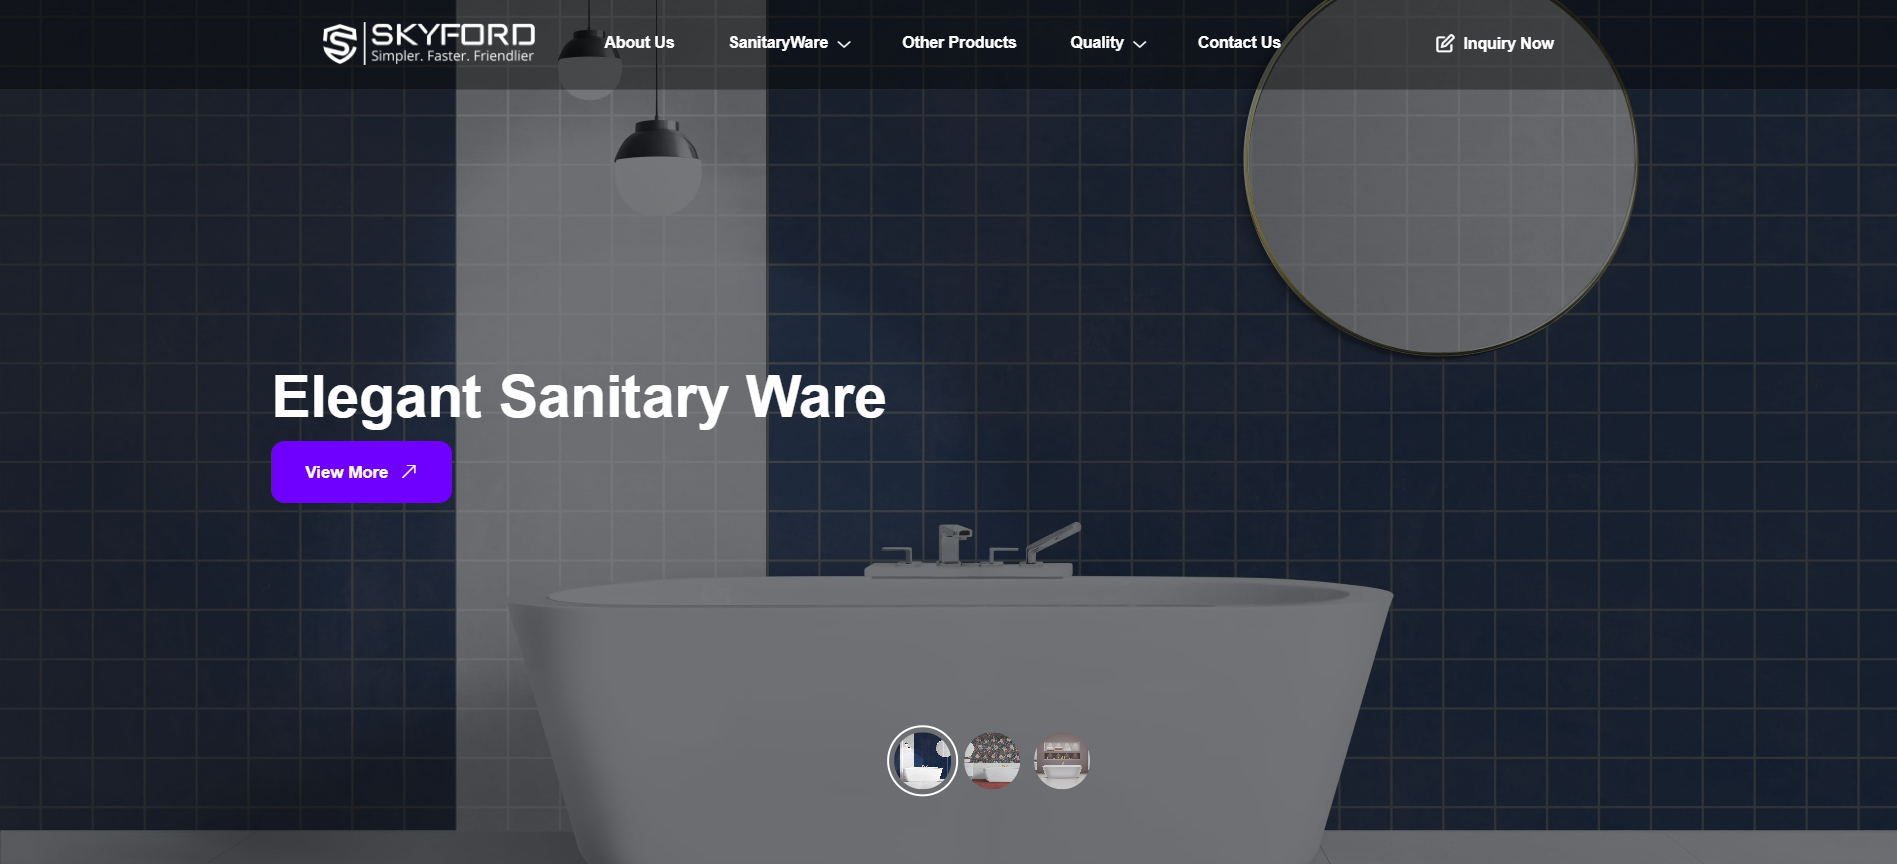 SKYFORD
Simpler. Faster. Friendlier
About Us
SanitaryWare
Other Products
Quality
Contact Us
Inquiry Now
Elegant Sanitary Ware
View More